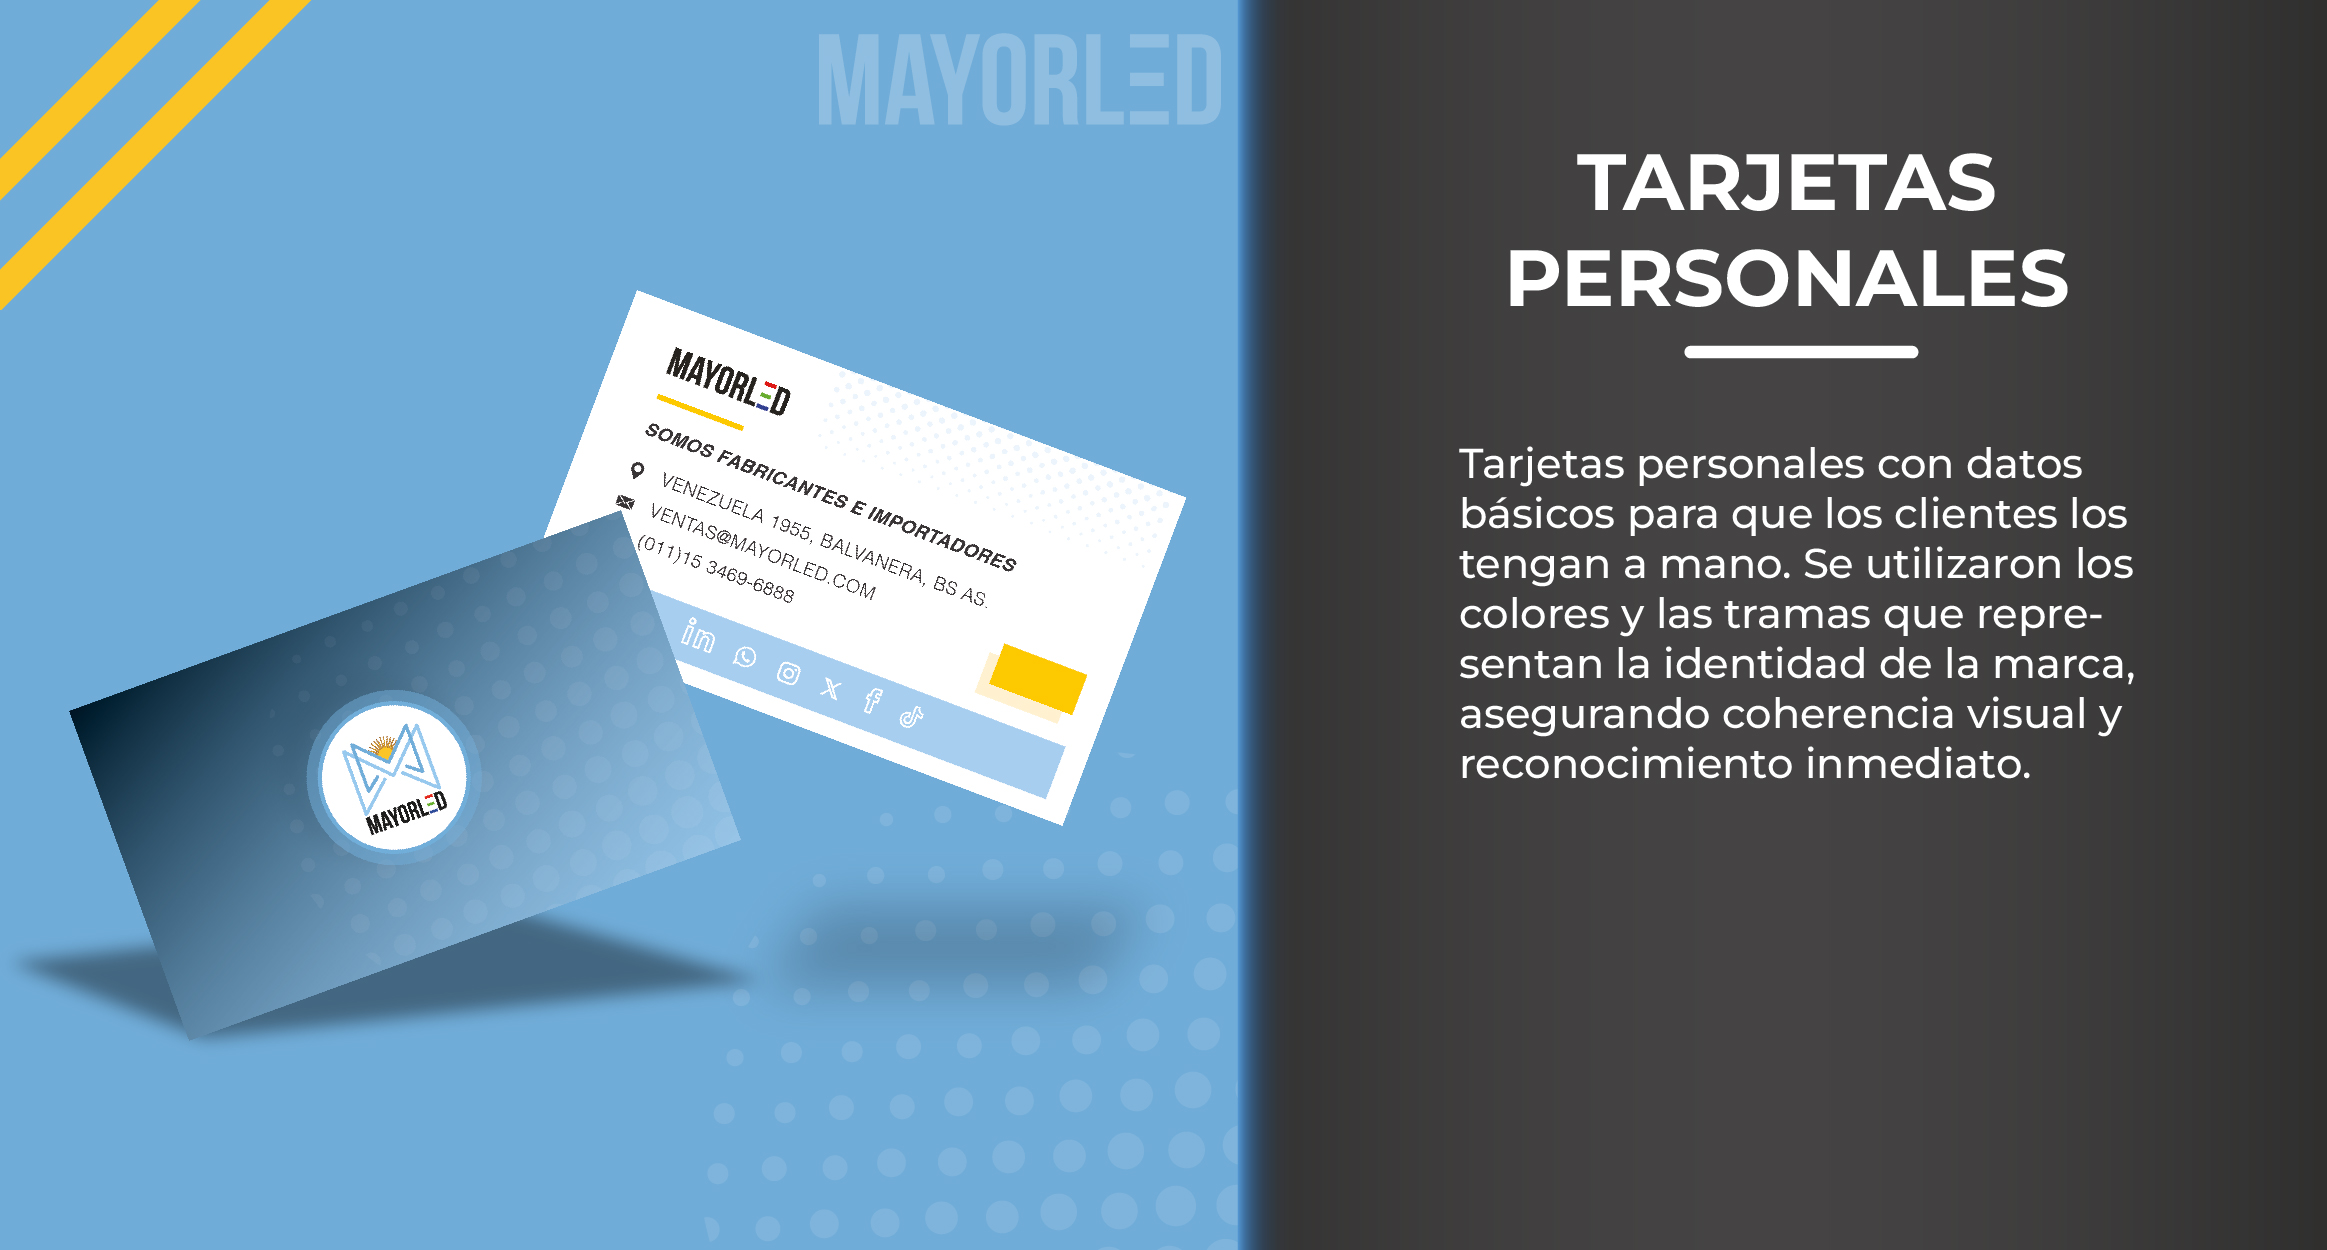 MAYORLED
MAYORLED
SOMOS FABRICANTES E IMPORTADORES
VENEZUELA 1955, BALVANERA, BS AS.
VENTAS@MAYORLED.COM
(011)15 3469-6888
in
MAYORLED
TARJETAS
PERSONALES
Tarjetas personales con datos
básicos para que los clientes los
tengan a mano. Se utilizaron los
colores y las tramas que repre-
sentan la identidad de la marca,
asegurando coherencia visual y
reconocimiento inmediato.